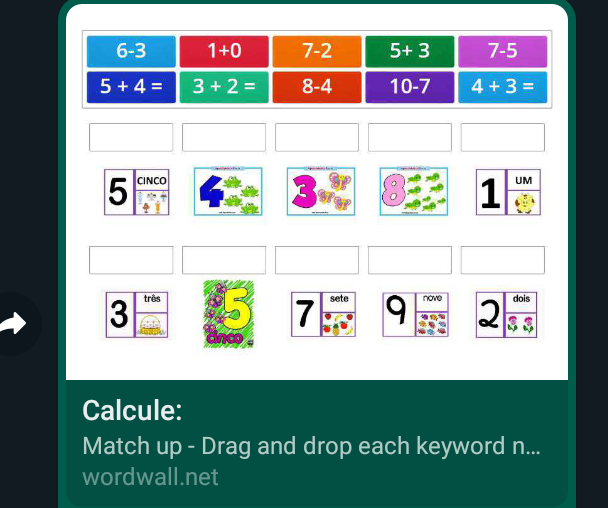 6-3 1+0 7-2 5+ 3 7-5
5 + 4 = 3 + 2 = 8-4 10-7 4 + 3 =
5 CINCO 4 3 8 1 UM
3 três 5 cinco 7 sete 9 nove 2 dois
Calcule:
Match up - Drag and drop each keyword n...
wordwall.net